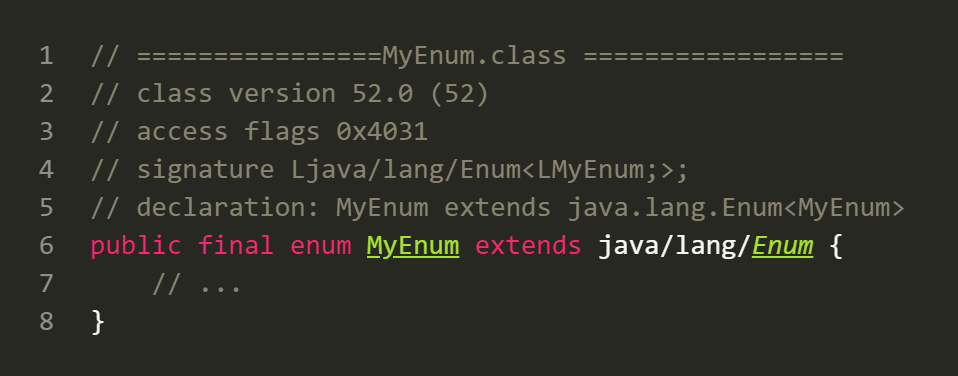 1 // ================MyEnum.class =================
2 // class version 52.0 (52)
3 // access flags 0x4031
4 // signature Ljava/lang/Enum<LMyEnum;>;
5 // declaration: MyEnum extends java.lang.Enum<MyEnum>
6 public final enum MyEnum extends java/lang/Enum {
7     // ...
8 }